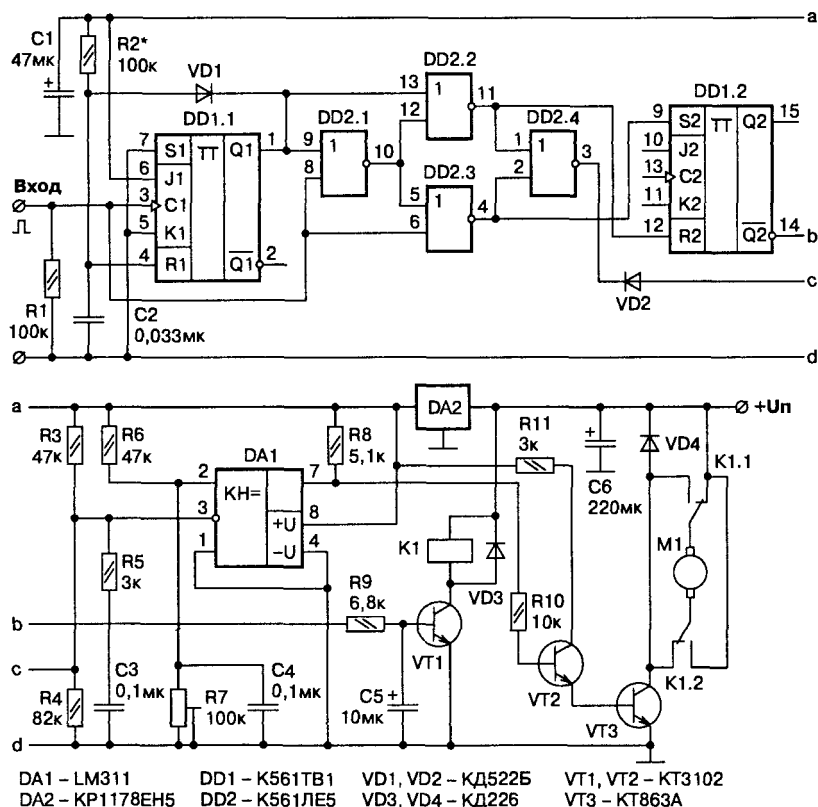 C1
47мк
R2*
100к
VD1
a
DD2.2
13
12
1
11
DD1.1
DD2.1
DD2.4
DD1.2
7
S1
TT
Q1
1
9
8
1
10
1
2
1
3
9
S2
TT
Q2
15
6
J1
10
J2
Вход
3
C1
DD2.3
5
6
1
4
13
C2
5
K1
11
K2
4
R1
Q1
2
12
R2
Q2
14
b
R1
100к
C2
0,033мк
VD2
c
d
a
DA2
+Uп
R3
47к
R6
47к
R8
5,1к
R11
3к
VD4
DA1
2
КН=
7
C6
220мк
K1.1
3
+U
8
1
–U
4
K1
M1
R5
3к
R9
6,8к
VD3
R10
10к
b
VT1
c
C3
0,1мк
C4
0,1мк
VT2
K1.2
R4
82к
R7
100к
C5
10мк
VT3
d
DA1 – LM311
DD1 – К561ТВ1
VD1, VD2 – КД522Б
VT1, VT2 – КТ3102
DA2 – КР1178ЕН5
DD2 – К561ЛЕ5
VD3, VD4 – КД226
VT3 – КТ863А